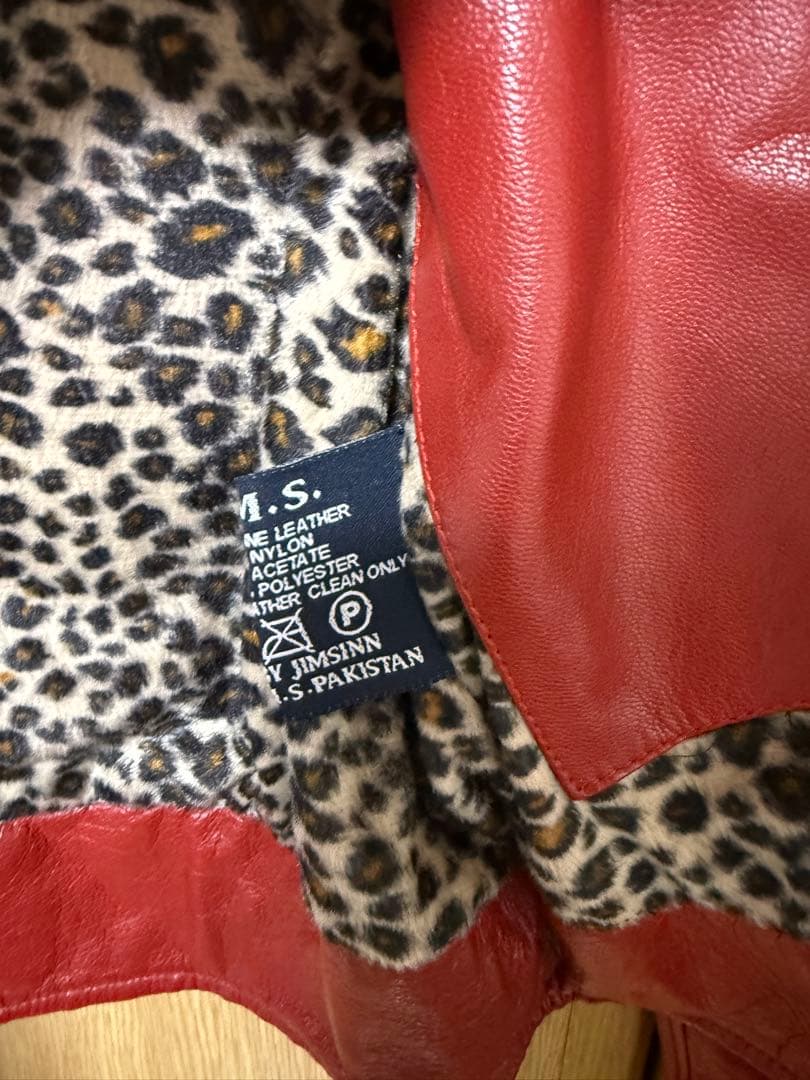 M.S.
NE LEATHER
NYLON
ACETATE
POLYESTER
ATHER CLEAN ONLY
P
Y JIMSINN
.S.PAKISTAN